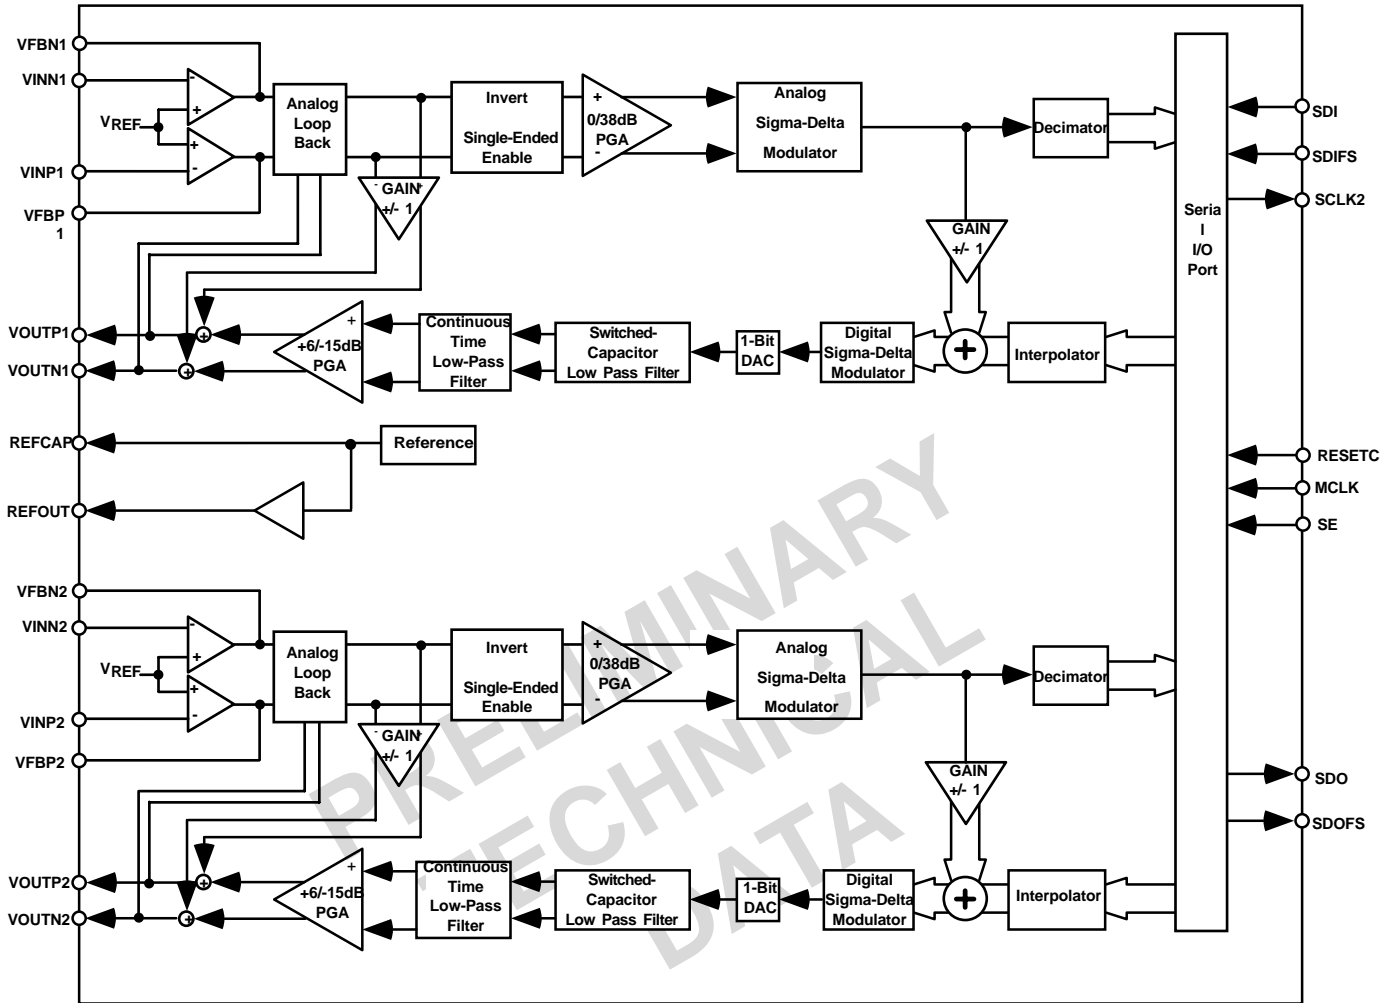 VFBN1
VINN1
VREF
VINP1
VFBP
1
- 
+
+
-
Analog
Loop
Back
Invert
Single-Ended
Enable
+
0/38dB
PGA
-
Analog
Sigma-Delta
Modulator
Decimator
- +
GAIN
+/- 1
GAIN
+/- 1
Seria
l
I/O
Port
SDI
SDIFS
SCLK2
VOUTP1
VOUTN1
+
+
+
+6/-15dB
PGA
-
Continuous
Time
Low-Pass
Filter
Switched-
Capacitor
Low Pass Filter
1-Bit
DAC
Digital
Sigma-Delta
Modulator
+
Interpolator
REFCAP
Reference
REFOUT
RESETC
MCLK
SE
PRELIMINARY
TECHNICAL
DATA
VFBN2
VINN2
VREF
VINP2
VFBP2
-
+
+
-
Analog
Loop
Back
Invert
Single-Ended
Enable
+
0/38dB
PGA
-
Analog
Sigma-Delta
Modulator
Decimator
- +
GAIN
+/- 1
GAIN
+/- 1
SDO
SDOFS
VOUTP2
VOUTN2
+
+
+
+6/-15dB
PGA
-
Continuous
Time
Low-Pass
Filter
Switched-
Capacitor
Low Pass Filter
1-Bit
DAC
Digital
Sigma-Delta
Modulator
+
Interpolator